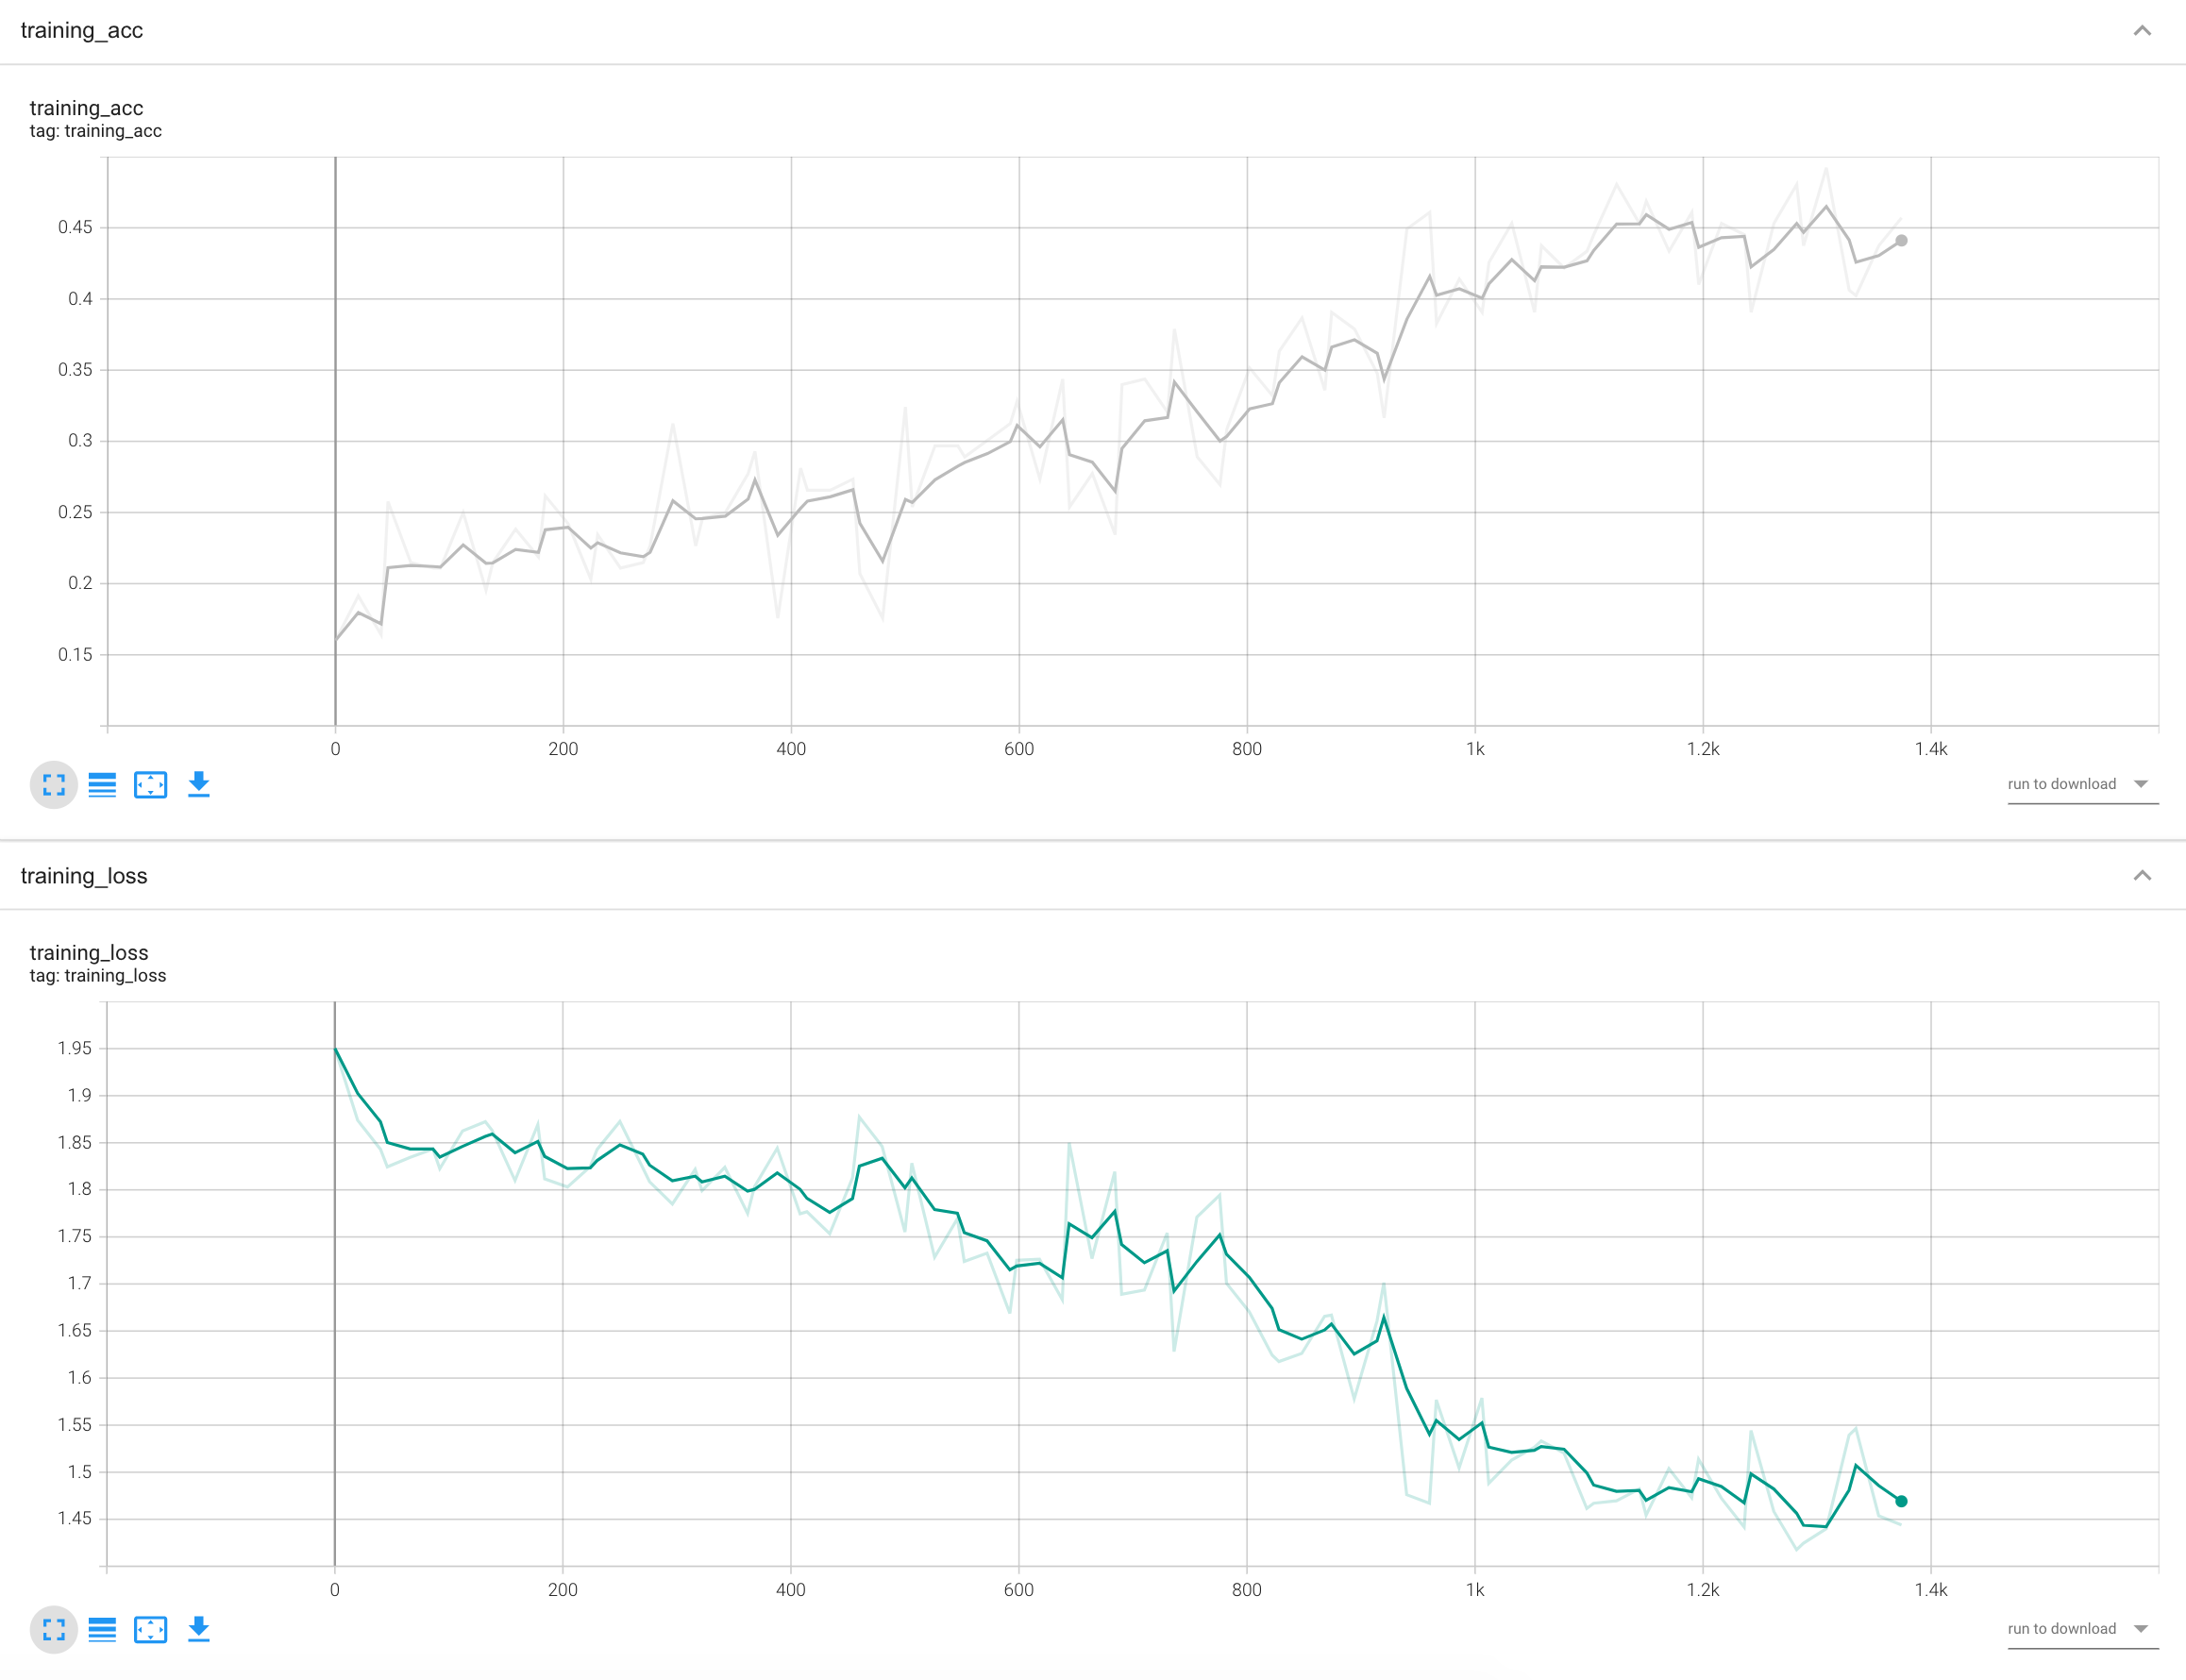 training_acc
training_acc
tag: training_acc
0.45
0.4
0.35
0.3
0.25
0.2
0.15
0 200 400 600 800 1k 1.2k 1.4k
run to download
training_loss
training_loss
tag: training_loss
1.95
1.9
1.85
1.8
1.75
1.7
1.65
1.6
1.55
1.5
1.45
0 200 400 600 800 1k 1.2k 1.4k
run to download